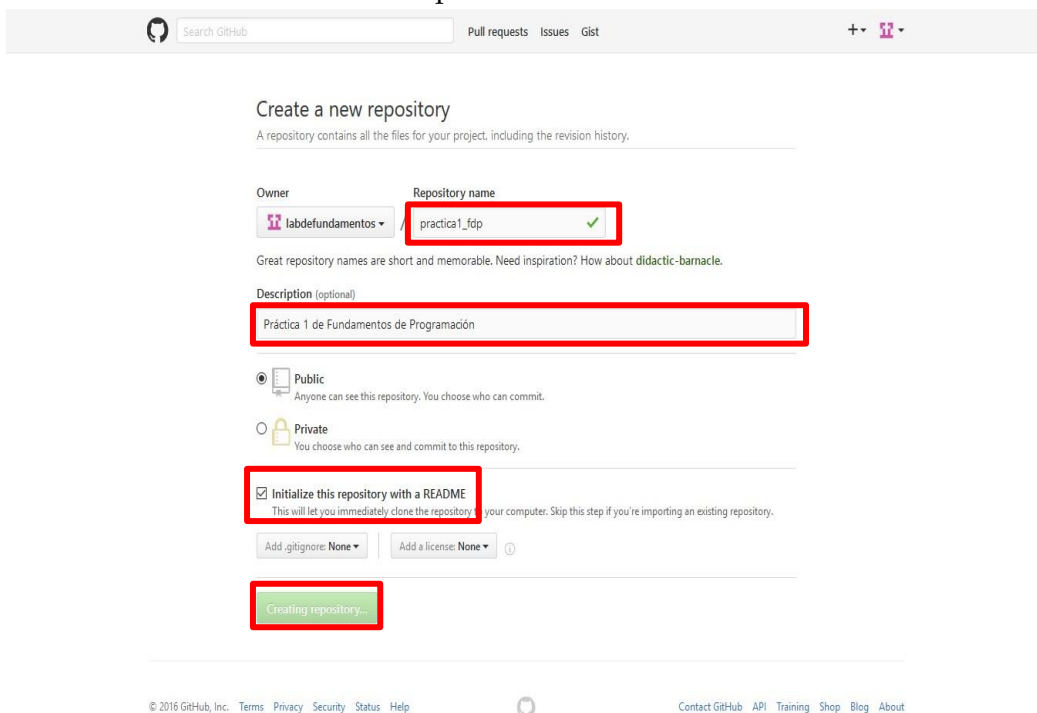 Search GitHub Pull requests Issues Gist
Create a new repository
A repository contains all the files for your project, including the revision history.
Owner Repository name
labdefundamentos / practica1_fdp
Great repository names are short and memorable. Need inspiration? How about didactic-barnacle.
Description (optional)
Práctica 1 de Fundamentos de Programación
Public
Anyone can see this repository. You choose who can commit.
Private
You choose who can see and commit to this repository.
Initialize this repository with a README
This will let you immediately clone the repository to your computer. Skip this step if you're importing an existing repository.
Add .gitignore: None Add a license: None
Creating repository...
© 2016 GitHub, Inc. Terms Privacy Security Status Help Contact GitHub API Training Shop Blog About